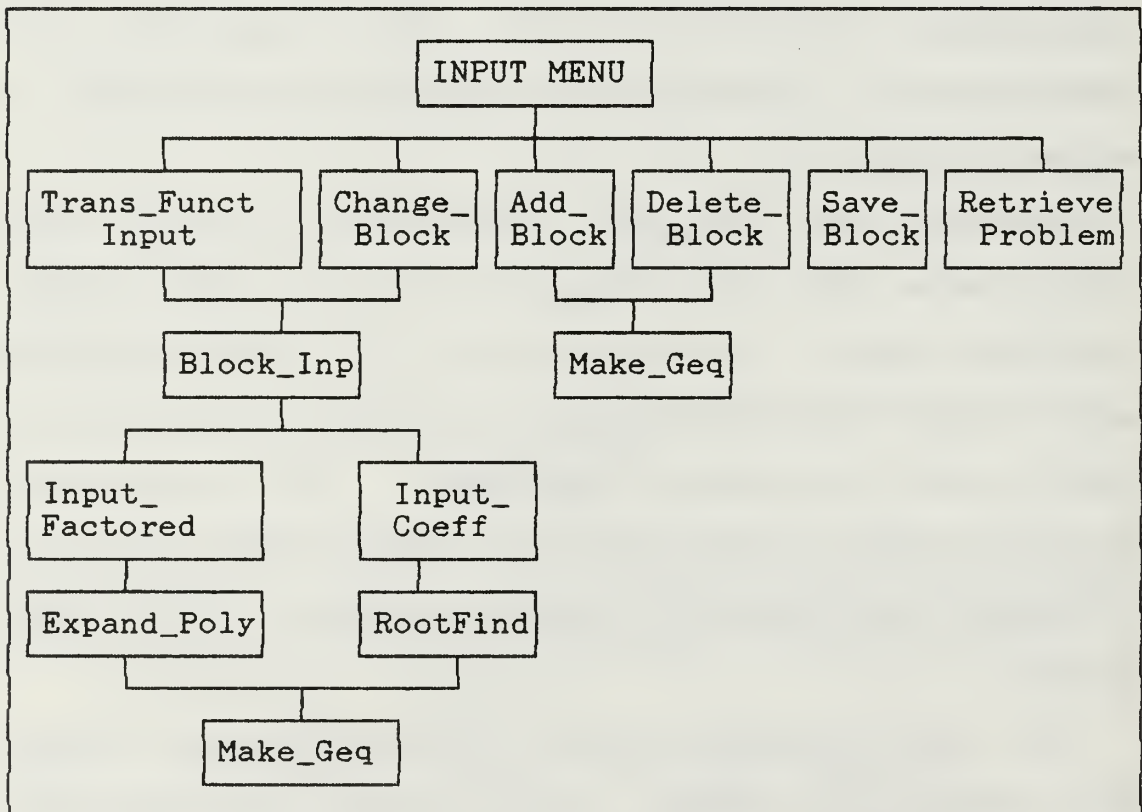 INPUT MENU
Trans_Funct
Input
Change_
Block
Add_
Block
Delete_
Block
Save_
Block
Retrieve
Problem
Block_Inp
Make_Geq
Input_
Factored
Input_
Coeff
Expand_Poly
RootFind
Make_Geq